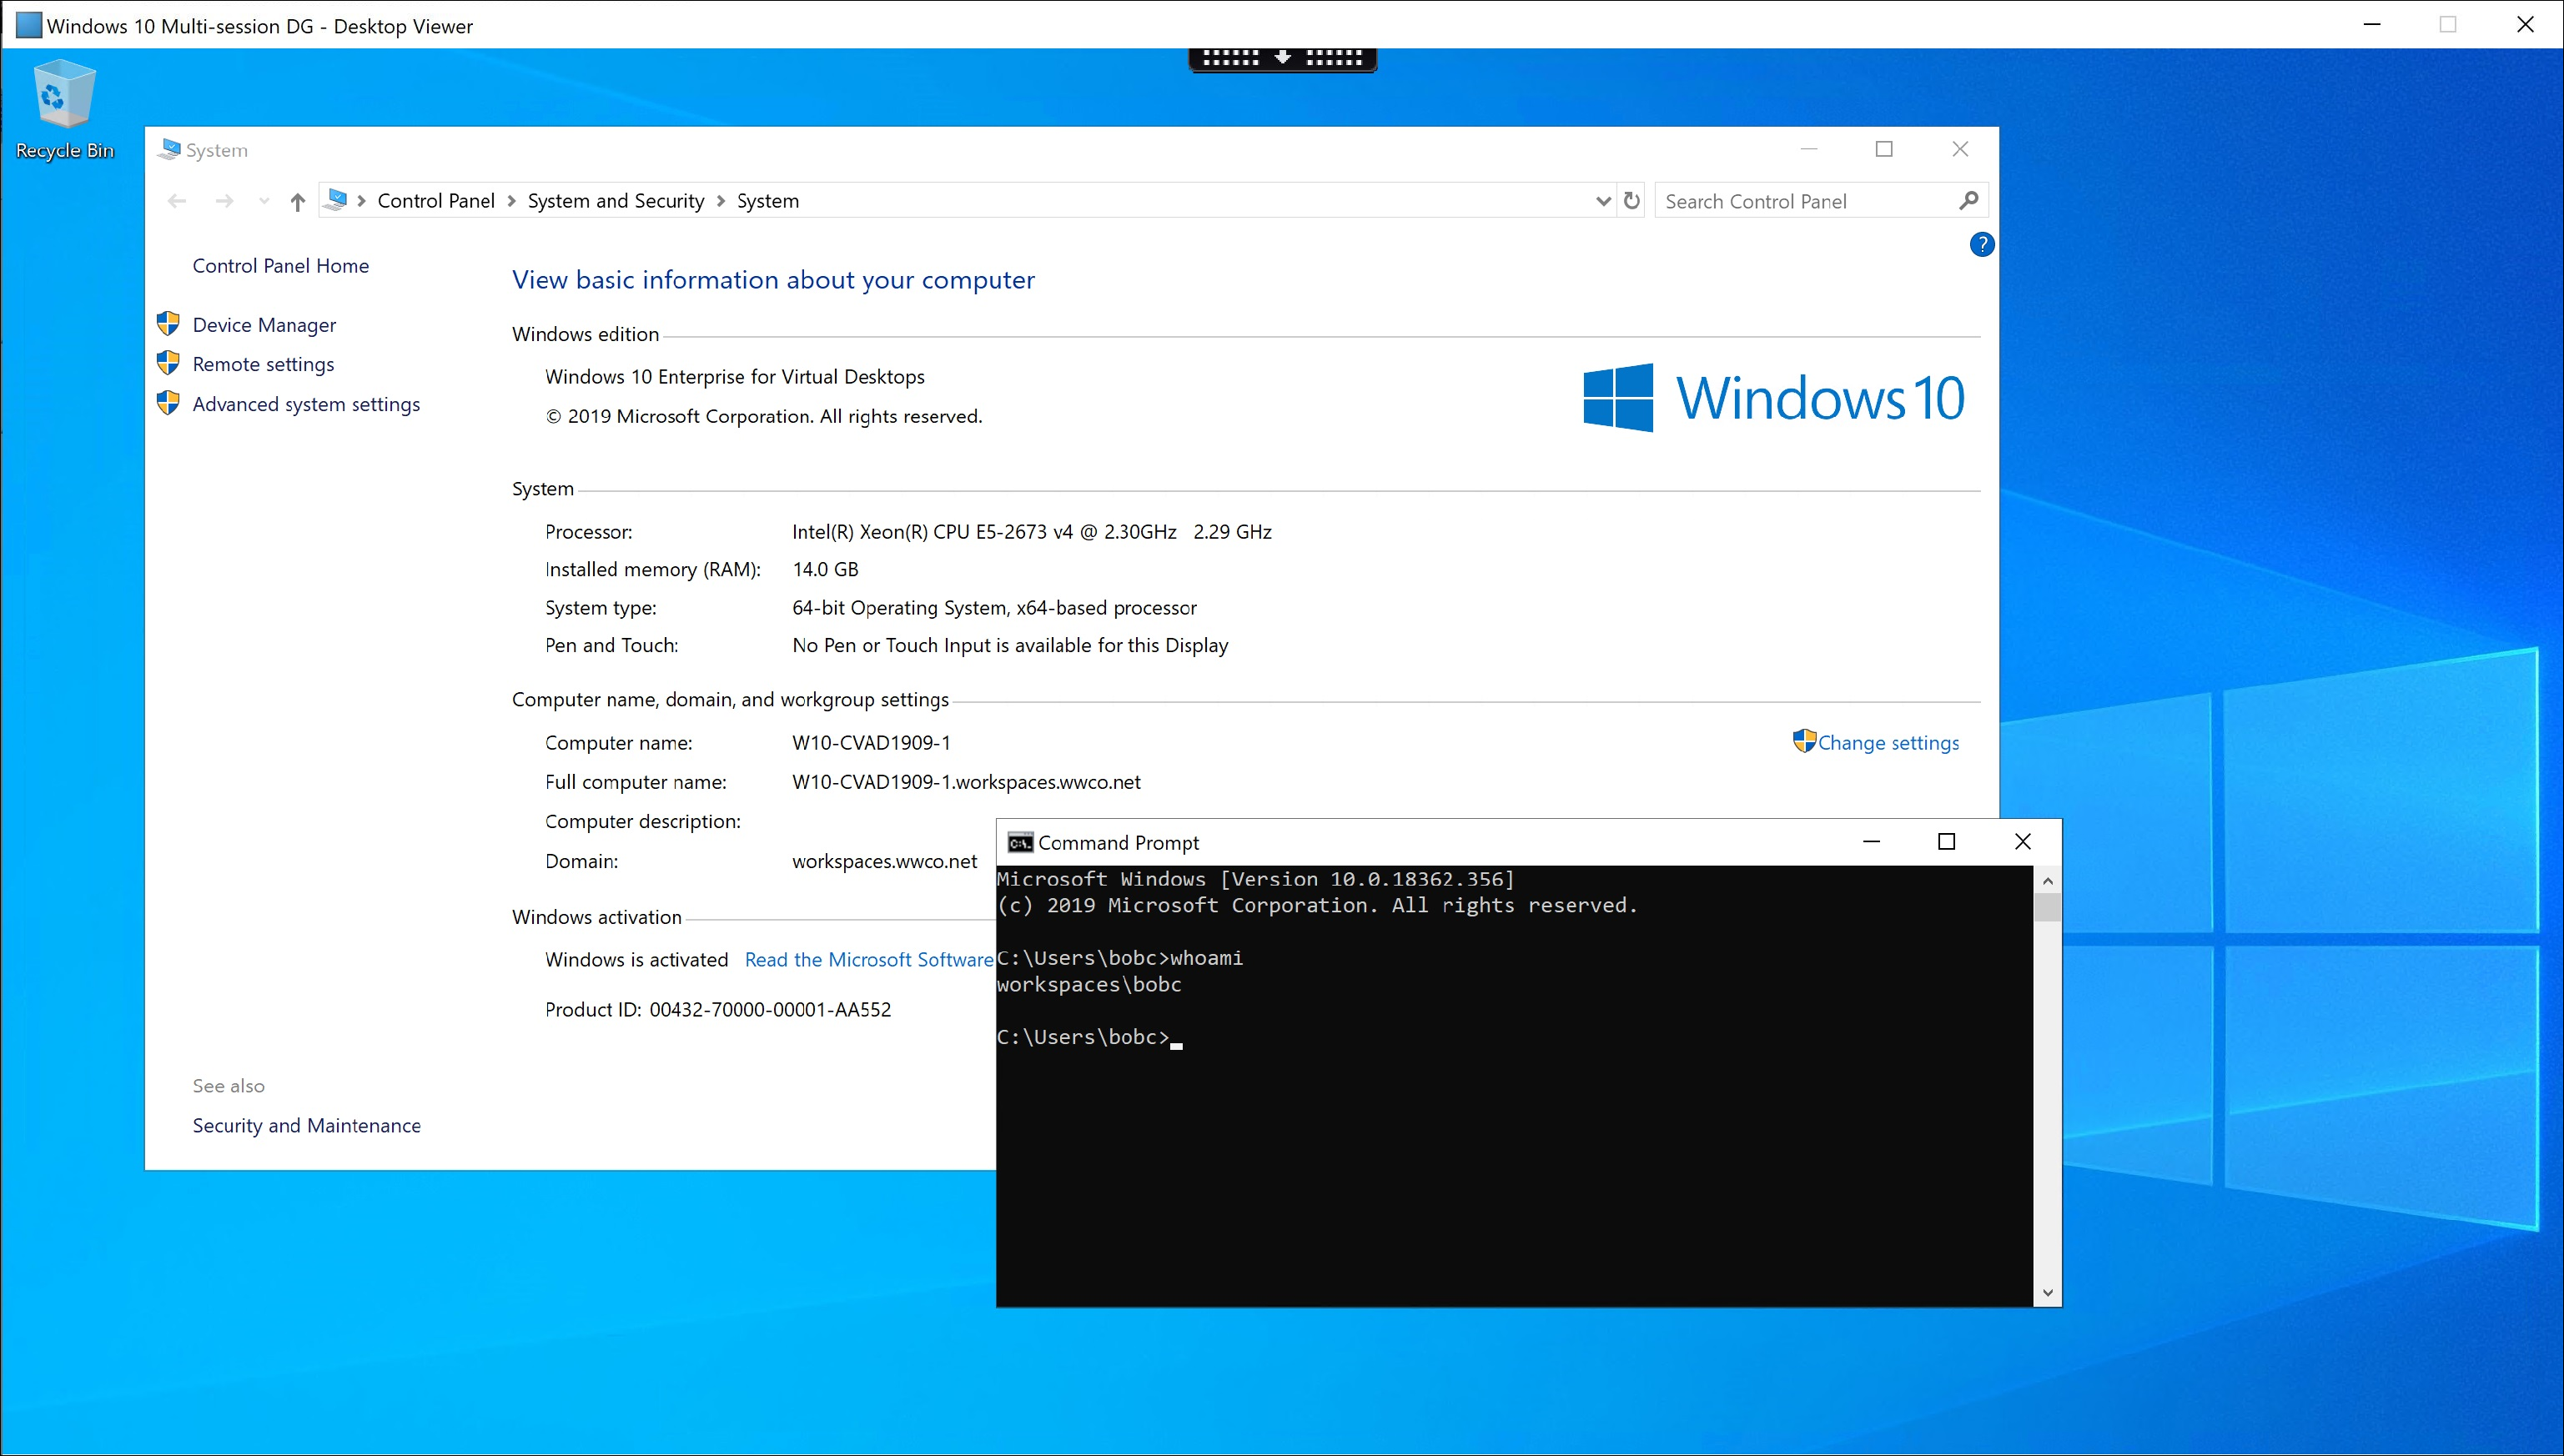 Windows 10 Multi-session DG - Desktop Viewer
Recycle Bin
System
Control Panel System and Security System
Search Control Panel
?
Control Panel Home
Device Manager
Remote settings
Advanced system settings
View basic information about your computer
Windows edition
Windows 10 Enterprise for Virtual Desktops
© 2019 Microsoft Corporation. All rights reserved.
Windows 10
System
Processor: Intel(R) Xeon(R) CPU E5-2673 v4 @ 2.30GHz 2.29 GHz
Installed memory (RAM): 14.0 GB
System type: 64-bit Operating System, x64-based processor
Pen and Touch: No Pen or Touch Input is available for this Display
Computer name, domain, and workgroup settings
Computer name: W10-CVAD1909-1
Change settings
Full computer name: W10-CVAD1909-1.workspaces.wwco.net
Computer description:
Domain: workspaces.wwco.net
Windows activation
Windows is activated Read the Microsoft Software
Product ID: 00432-70000-00001-AA552
See also
Security and Maintenance
C:\.
Command Prompt
Microsoft Windows [Version 10.0.18362.356]
(c) 2019 Microsoft Corporation. All rights reserved.
C:\Users\bobc>whoami
workspaces\bobc
C:\Users\bobc>